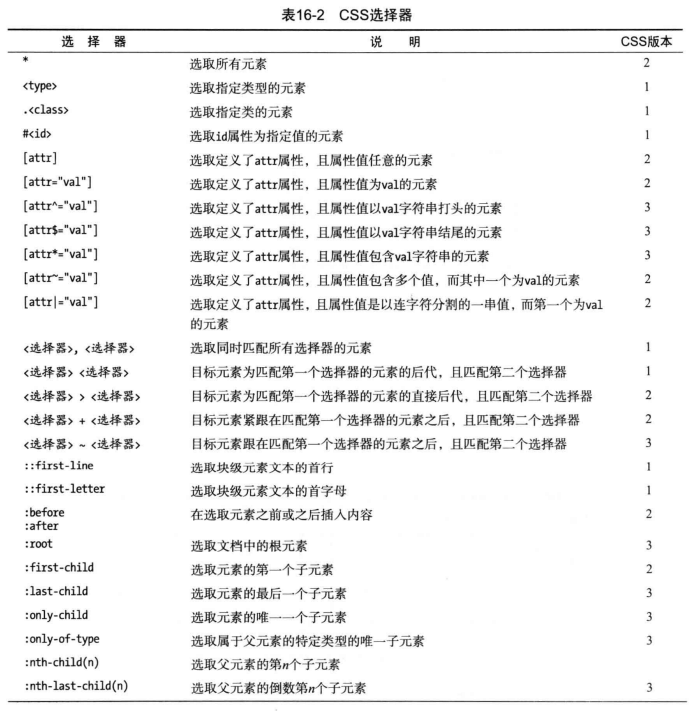 表16-2 CSS选择器
选择器 说明 CSS版本
* 选取所有元素 2
<type> 选取指定类型的元素 1
.<class> 选取指定类的元素 1
#<id> 选取id属性为指定值的元素 1
[attr] 选取定义了attr属性，且属性值任意的元素 2
[attr="val"] 选取定义了attr属性，且属性值为val的元素 2
[attr^="val"] 选取定义了attr属性，且属性值以val字符串打头的元素 3
[attr$="val"] 选取定义了attr属性，且属性值以val字符串结尾的元素 3
[attr*="val"] 选取定义了attr属性，且属性值包含val字符串的元素 3
[attr~="val"] 选取定义了attr属性，且属性值包含多个值，而其中一个为val的元素 2
[attr|="val"] 选取定义了attr属性，且属性值是以连字符分割的一串值，而第一个为val 2
的元素
<选择器>, <选择器> 选取同时匹配所有选择器的元素 1
<选择器> <选择器> 目标元素为匹配第一个选择器的元素的后代，且匹配第二个选择器 1
<选择器> > <选择器> 目标元素为匹配第一个选择器的元素的直接后代，且匹配第二个选择器 2
<选择器> + <选择器> 目标元素紧跟在匹配第一个选择器的元素之后，且匹配第二个选择器 2
<选择器> ~ <选择器> 目标元素跟在匹配第一个选择器的元素之后，且匹配第二个选择器 3
::first-line 选取块级元素文本的首行 1
::first-letter 选取块级元素文本的首字母 1
:before 在选取元素之前或之后插入内容 2
:after
:root 选取文档中的根元素 3
:first-child 选取元素的第一个子元素 2
:last-child 选取元素的最后一个子元素 3
:only-child 选取元素的唯一一个子元素 3
:only-of-type 选取属于父元素的特定类型的唯一子元素 3
:nth-child(n) 选取父元素的第n个子元素
:nth-last-child(n) 选取父元素的倒数第n个子元素 3